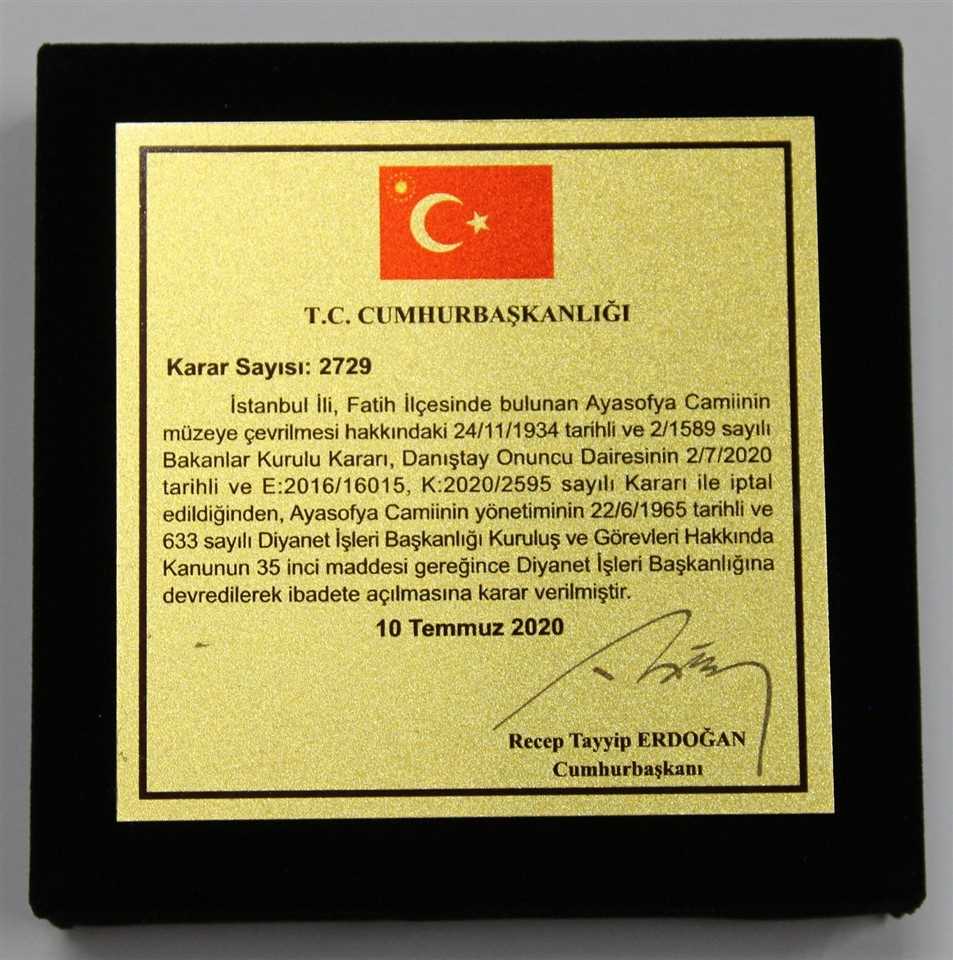 T.C. CUMHURBAŞKANLIĞI
Karar Sayısı: 2729
İstanbul İli, Fatih İlçesinde bulunan Ayasofya Camiinin
müzeye çevrilmesi hakkındaki 24/11/1934 tarihli ve 2/1589 sayılı
Bakanlar Kurulu Kararı, Danıştay Onuncu Dairesinin 2/7/2020
tarihli ve E:2016/16015, K:2020/2595 sayılı Kararı ile iptal
edildiğinden, Ayasofya Camiinin yönetiminin 22/6/1965 tarihli ve
633 sayılı Diyanet İşleri Başkanlığı Kuruluş ve Görevleri Hakkında
Kanunun 35 inci maddesi gereğince Diyanet İşleri Başkanlığına
devredilerek ibadete açılmasına karar verilmiştir.
10 Temmuz 2020
Recep Tayyip ERDOĞAN
Cumhurbaşkanı